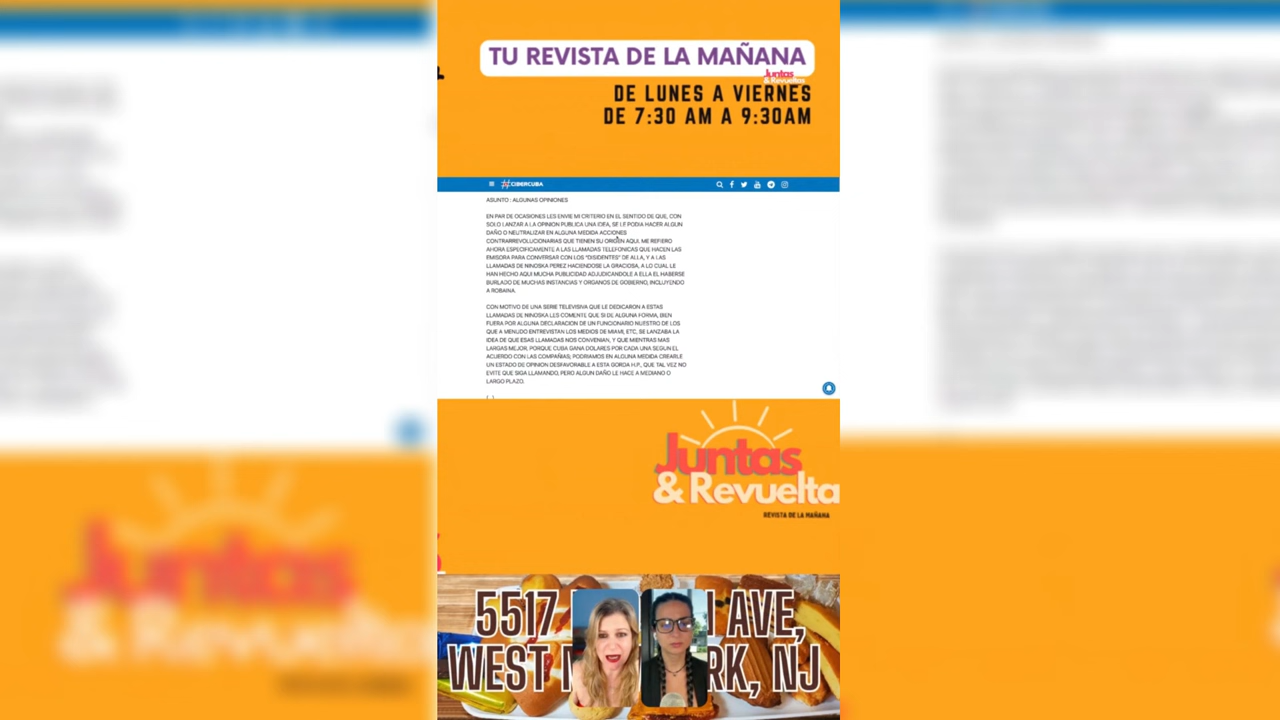 TU REVISTA DE LA MAÑANA
Juntas
& Revueltas
DE LUNES A VIERNES
DE 7:30 AM A 9:30AM
CIBERCUBA
ASUNTO : ALGUNAS OPINIONES
EN PAR DE OCASIONES LES ENVIE MI CRITERIO EN EL SENTIDO DE QUE, CON
SOLO LANZAR A LA OPINION PUBLICA UNA IDEA, SE LE PODIA HACER ALGUN
DAÑO O NEUTRALIZAR EN ALGUNA MEDIDA ACCIONES
CONTRARREVOLUCIONARIAS QUE TIENEN SU ORIGEN AQUI. ME REFIERO
AHORA ESPECIFICAMENTE A LAS LLAMADAS TELEFONICAS QUE HACEN LAS
EMISORA PARA CONVERSAR CON LOS "DISIDENTES" DE ALLA, Y A LAS
LLAMADAS DE NINOSKA PEREZ HACIENDOSE LA GRACIOSA, A LO CUAL LE
HAN HECHO AQUI MUCHA PUBLICIDAD ADJUDICANDOLE A ELLA EL HABERSE
BURLADO DE MUCHAS INSTANCIAS Y ORGANOS DE GOBIERNO, INCLUYENDO
A ROBAINA.
CON MOTIVO DE UNA SERIE TELEVISIVA QUE LE DEDICARON A ESTAS
LLAMADAS DE NINOSKA LES COMENTE QUE SI DE ALGUNA FORMA, BIEN
FUERA POR ALGUNA DECLARACION DE UN FUNCIONARIO NUESTRO DE LOS
QUE A MENUDO ENTREVISTAN LOS MEDIOS DE MIAMI, ETC, SE LANZABA LA
IDEA DE QUE ESAS LLAMADAS NOS CONVENIAN, Y QUE MIENTRAS MAS
LARGAS MEJOR, PORQUE CUBA GANA DOLARES POR CADA UNA SEGUN EL
ACUERDO CON LAS COMPAÑIAS; PODRIAMOS EN ALGUNA MEDIDA CREARLE
UN ESTADO DE OPINION DESFAVORABLE A ESTA GORDA H.P., QUE TAL VEZ NO
EVITE QUE SIGA LLAMANDO, PERO ALGUN DAÑO LE HACE A MEDIANO O
LARGO PLAZO.
(...)
Juntas
& Revuelta
REVISTA DE LA MAÑANA
5517 AVE,
WEST RK, NJ